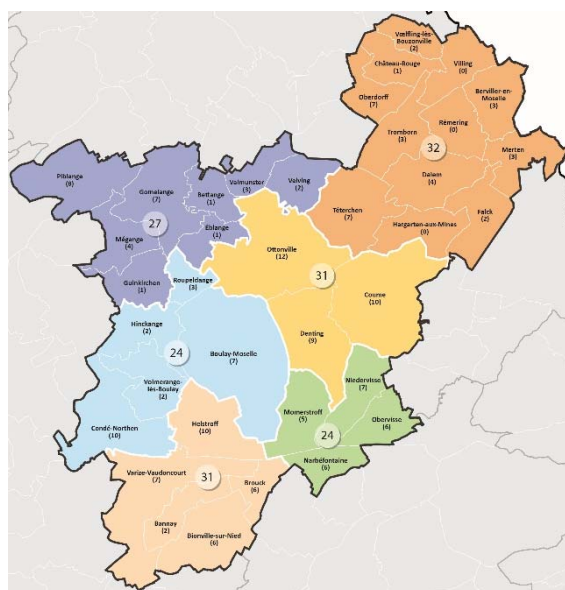 Vœlfling-lès-
Bouzonville
(2)
Château-Rouge
(1)
Villing
(0)
Berviller-en-
Moselle
(3)
Oberdorff
(7)
Rémering
(0)
Tromborn
(3)
32
Merten
(3)
Dalem
(4)
Falck
(2)
Téterchen
(7)
Hargarten-aux-Mines
(0)
Piblange
(8)
Gomelange
(7)
Bettange
(1)
Valmunster
(3)
Velving
(2)
27
Eblange
(1)
Mégange
(4)
Guinkirchen
(1)
Ottonville
(12)
31
Coume
(10)
Denting
(9)
Roupeldange
(3)
Hinckange
(2)
24
Boulay-Moselle
(7)
Volmerange-
lès-Boulay
(2)
Condé-Northen
(10)
Niedervisse
(7)
Momerstroff
(5)
Obervisse
(6)
24
Narbéfontaine
(6)
Helstroff
(10)
Varize-Vaudoncourt
(7)
31
Brouck
(6)
Bannay
(2)
Bionville-sur-Nied
(6)